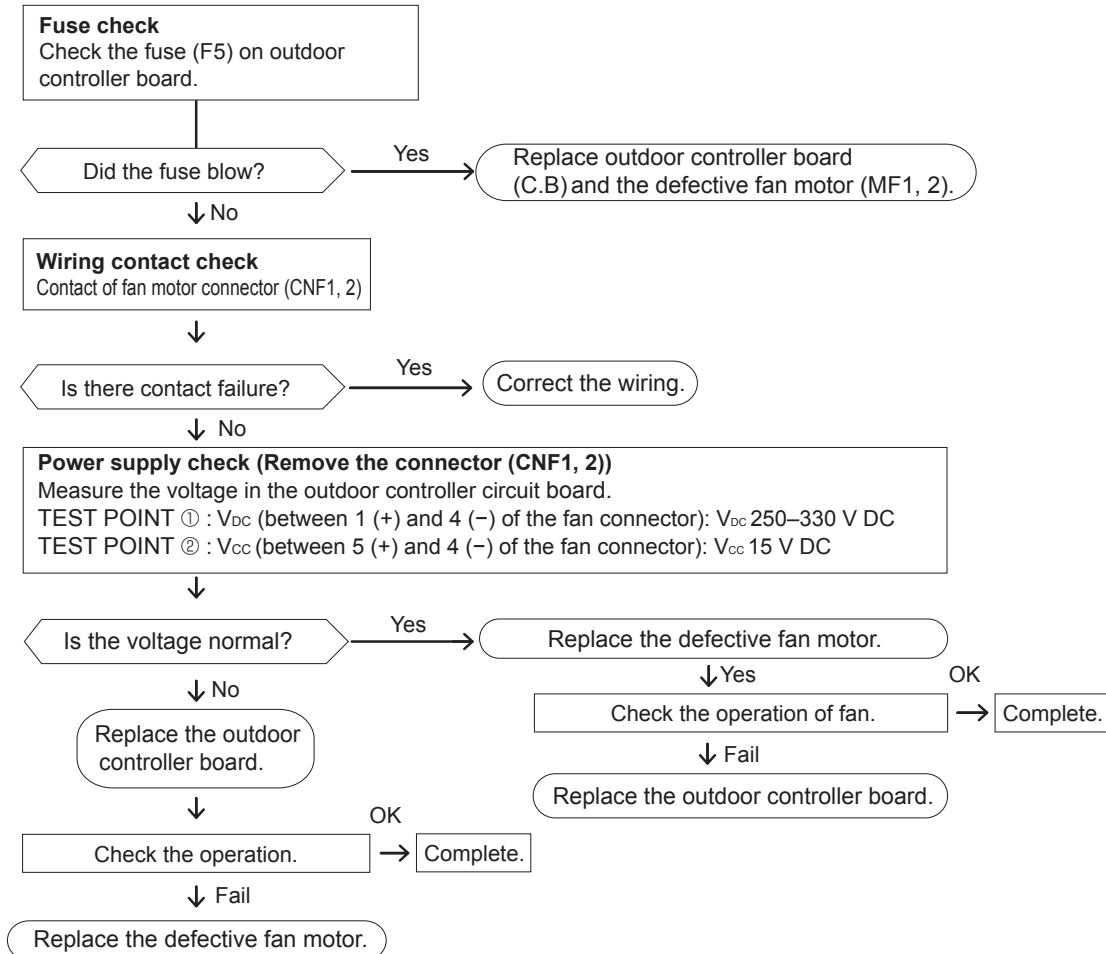 Fuse check
Check the fuse (F5) on outdoor
controller board.
Did the fuse blow?
Yes
Replace outdoor controller board
(C.B) and the defective fan motor (MF1, 2).
No
Wiring contact check
Contact of fan motor connector (CNF1, 2)
Is there contact failure?
Yes
Correct the wiring.
No
Power supply check (Remove the connector (CNF1, 2))
Measure the voltage in the outdoor controller circuit board.
TEST POINT ① : VDC (between 1 (+) and 4 (−) of the fan connector): VDC 250–330 V DC
TEST POINT ② : VCC (between 5 (+) and 4 (−) of the fan connector): VCC 15 V DC
Is the voltage normal?
Yes
Replace the defective fan motor.
Yes
Check the operation of fan.
OK
Complete.
Fail
Replace the outdoor controller board.
No
Replace the outdoor
controller board.
Check the operation.
OK
Complete.
Fail
Replace the defective fan motor.